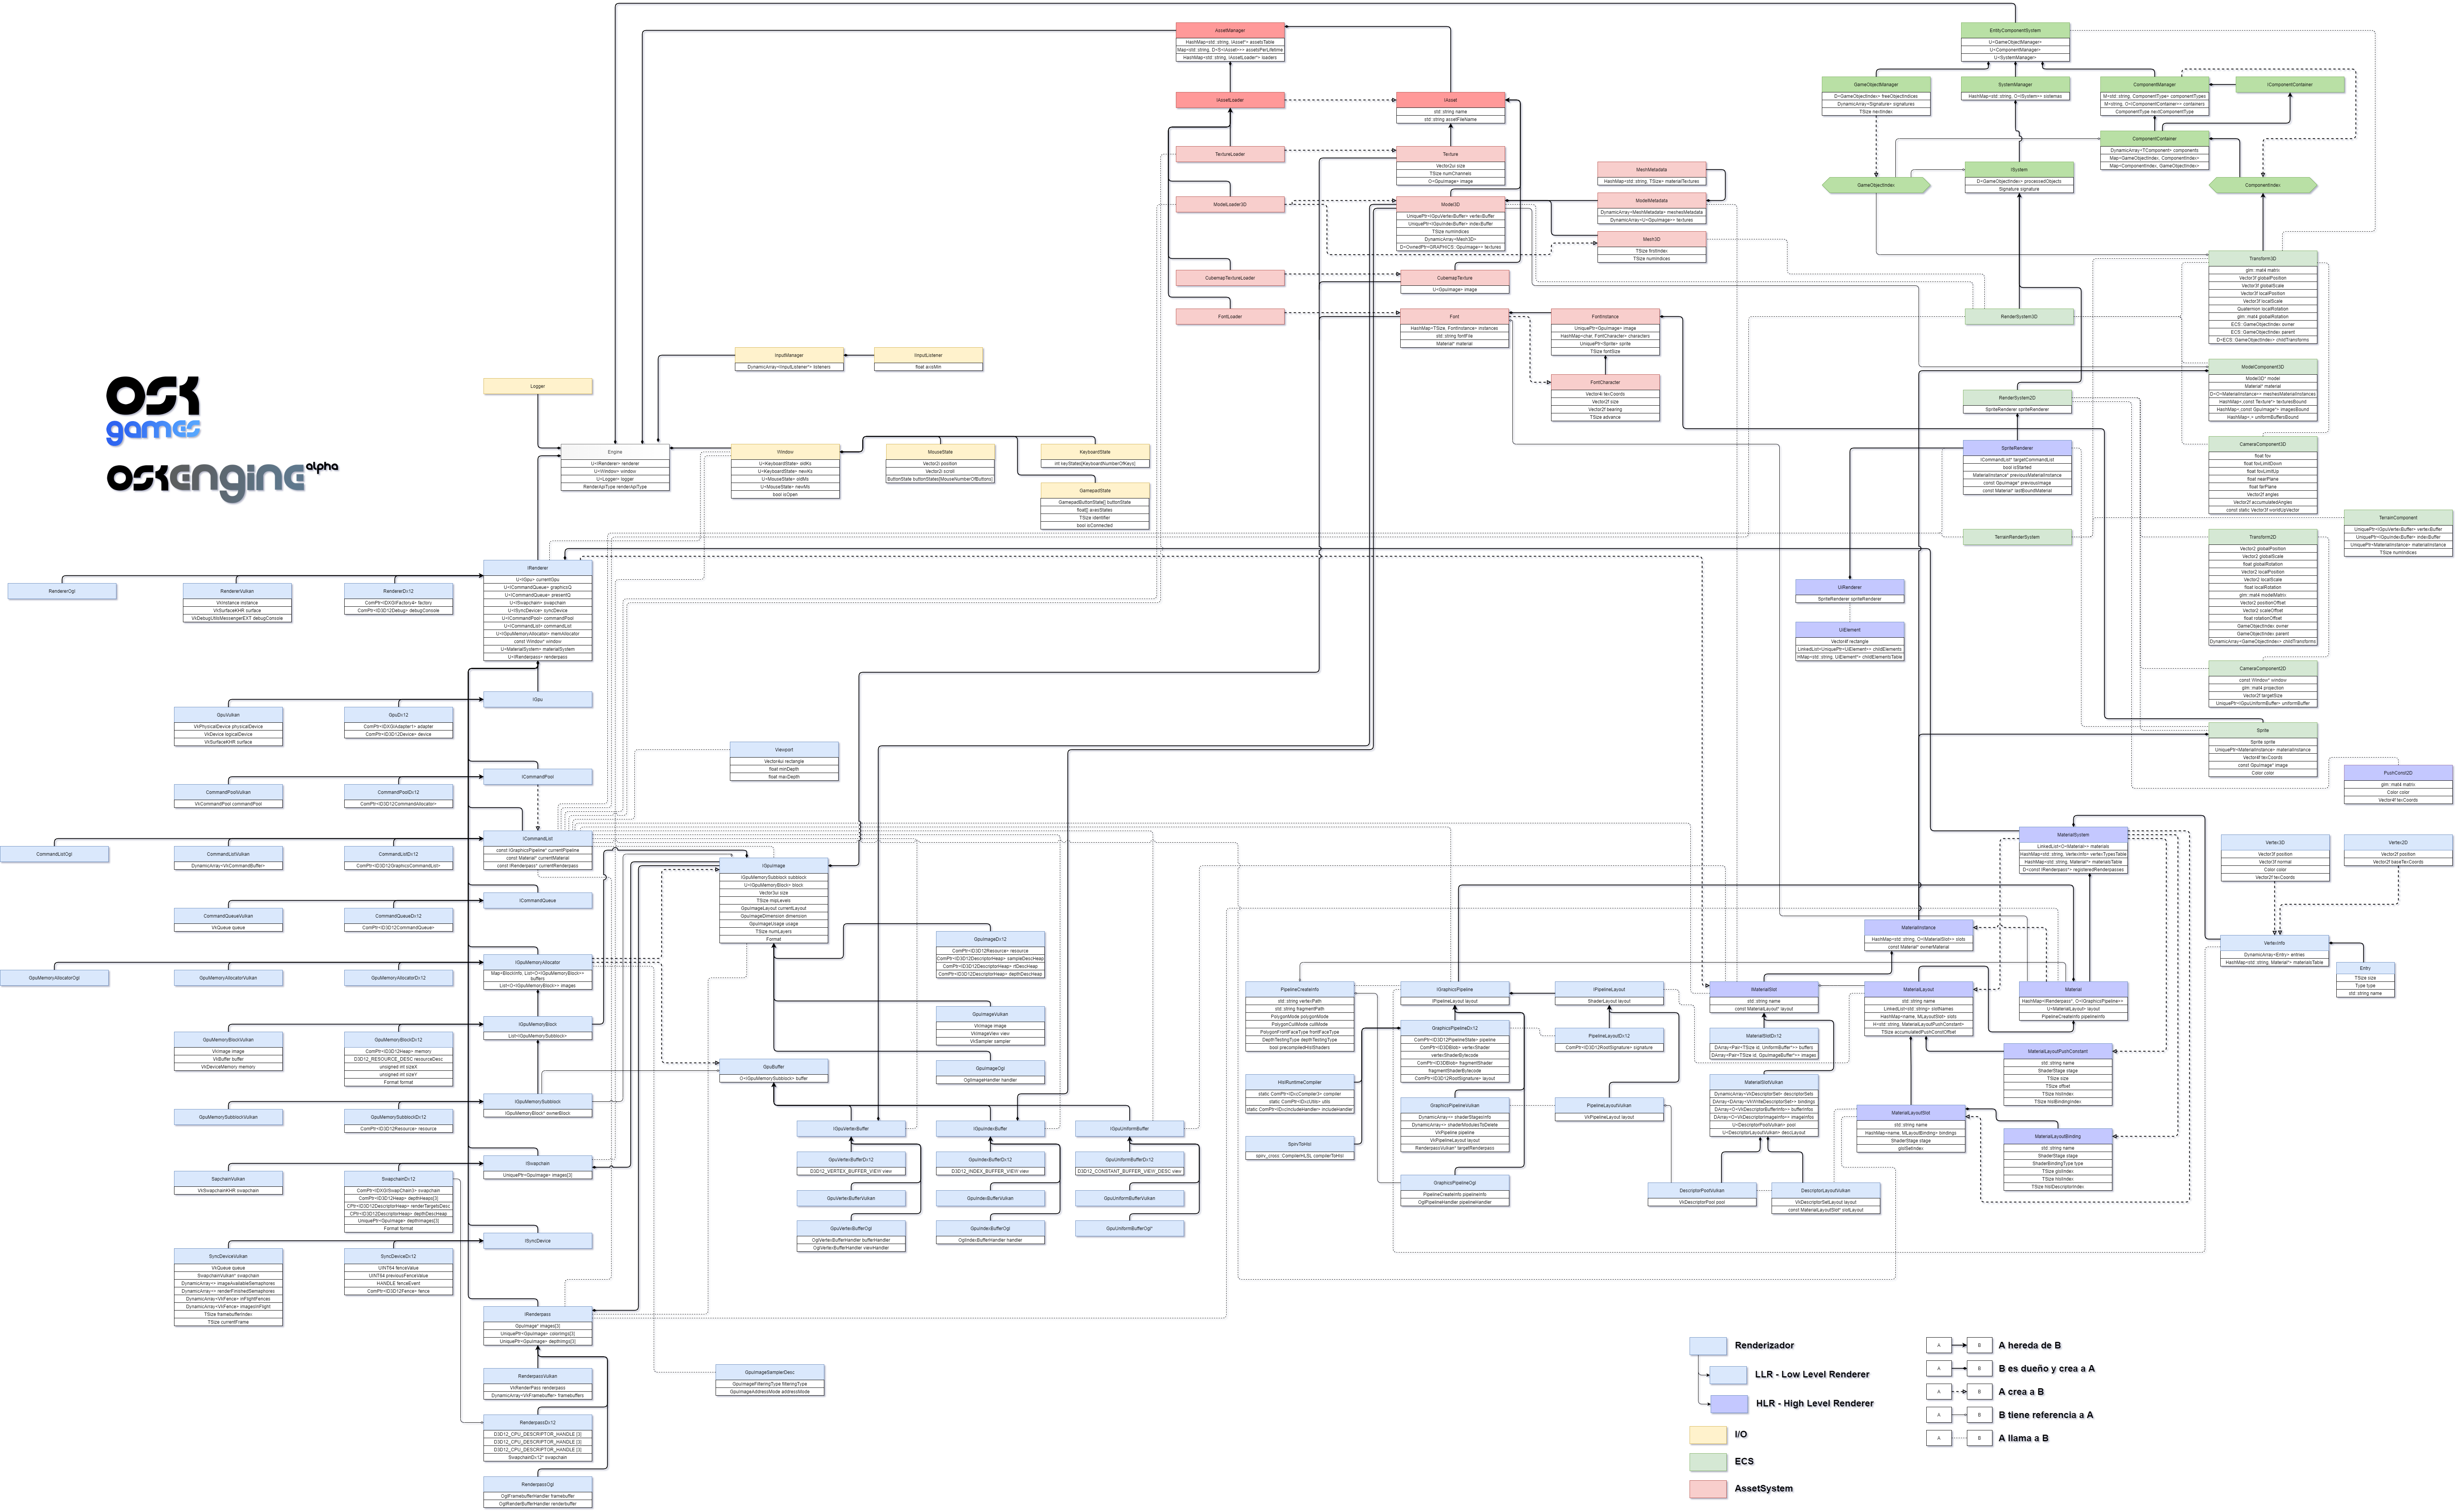 OSK
games
OSKengine alpha
AssetManager
HashMap<std::string, IAsset*> assetsTable
Map<std::string, D<S<IAsset>>> assetsPerLifetime
HashMap<std::string, IAssetLoader*> loaders
IAssetLoader
IAsset
std::string name
std::string assetFileName
TextureLoader
Texture
Vector2ui size
TSize numChannels
O<GpuImage> image
ModelLoader3D
Model3D
UniquePtr<IGpuVertexBuffer> vertexBuffer
UniquePtr<IGpuIndexBuffer> indexBuffer
TSize numIndices
DynamicArray<Mesh3D>
D<OwnedPtr<GRAPHICS::GpuImage>> textures
MeshMetadata
HashMap<std::string, TSize> materialTextures
ModelMetadata
DynamicArray<MeshMetadata> meshesMetadata
DynamicArray<U<GpuImage>> textures
Mesh3D
TSize firstIndex
TSize numIndices
CubemapTextureLoader
CubemapTexture
U<GpuImage> image
FontLoader
Font
HashMap<TSize, FontInstance> instances
std::string fontFile
Material* material
FontInstance
UniquePtr<GpuImage> image
HashMap<char, FontCharacter> characters
UniquePtr<Sprite> sprite
TSize fontSize
FontCharacter
Vector4i texCoords
Vector2f size
Vector2f bearing
TSize advance
EntityComponentSystem
U<GameObjectManager>
U<ComponentManager>
U<SystemManager>
GameObjectManager
D<GameObjectIndex> freeObjectIndices
DynamicArray<Signature> signatures
TSize nextIndex
SystemManager
HashMap<std::string, O<ISystem>> sistemas
ComponentManager
M<std::string, ComponentType> componentTypes
M<string, O<IComponentContainer>> containers
ComponentType nextComponentType
IComponentContainer
ComponentContainer
DynamicArray<TComponent> components
Map<GameObjectIndex, ComponentIndex>
Map<ComponentIndex, GameObjectIndex>
GameObjectIndex
ISystem
D<GameObjectIndex> processedObjects
Signature signature
ComponentIndex
Transform3D
glm::mat4 matrix
Vector3f globalPosition
Vector3f globalScale
Vector3f localPosition
Vector3f localScale
Quaternion localRotation
glm::mat4 globalRotation
ECS::GameObjectIndex owner
ECS::GameObjectIndex parent
D<ECS::GameObjectIndex> childTransforms
RenderSystem3D
ModelComponent3D
Model3D* model
Material* material
D<O<MaterialInstance>> meshesMaterialInstances
HashMap<,const Texture*> texturesBound
HashMap<,const GpuImage*> imagesBound
HashMap<,> uniformBuffersBound
RenderSystem2D
SpriteRenderer spriteRenderer
SpriteRenderer
ICommandList* targetCommandList
bool isStarted
MaterialInstance* previousMaterialInstance
const GpuImage* previousImage
const Material* lastBoundMaterial
CameraComponent3D
float fov
float fovLimitDown
float fovLimitUp
float nearPlane
float farPlane
Vector2f angles
Vector2f accumulatedAngles
const static Vector3f worldUpVector
TerrainRenderSystem
TerrainComponent
UniquePtr<IGpuVertexBuffer> vertexBuffer
UniquePtr<IGpuIndexBuffer> indexBuffer
UniquePtr<MaterialInstance> materialInstance
TSize numIndices
Transform2D
Vector2 globalPosition
Vector2 globalScale
float globalRotation
Vector2 localPosition
Vector2 localScale
float localRotation
glm::mat4 modelMatrix
Vector2 positionOffset
Vector2 scaleOffset
float rotationOffset
GameObjectIndex owner
GameObjectIndex parent
DynamicArray<GameObjectIndex> childTransforms
UiRenderer
SpriteRenderer spriteRenderer
UiElement
Vector4f rectangle
LinkedList<UniquePtr<UiElement>> childElements
HMap<std::string, UiElement*> childElementsTable
CameraComponent2D
const Window* window
glm::mat4 projection
Vector2f targetSize
UniquePtr<IGpuUniformBuffer> uniformBuffer
Sprite
Sprite sprite
UniquePtr<MaterialInstance> materialInstance
Vector4f texCoords
const GpuImage* image
Color color
PushConst2D
glm::mat4 matrix
Color color
Vector4f texCoords
InputManager
DynamicArray<IInputListener*> listeners
IInputListener
float axisMin
Logger
Engine
U<IRenderer> renderer
U<Window> window
U<Logger> logger
RenderApiType renderApiType
Window
U<KeyboardState> oldKs
U<KeyboardState> newKs
U<MouseState> oldMs
U<MouseState> newMs
bool isOpen
MouseState
Vector2i position
Vector2i scroll
ButtonState buttonStates[MouseNumberOfButtons]
KeyboardState
int keyStates[KeyboardNumberOfKeys]
GamepadState
GamepadButtonState[] buttonState
float[] axesStates
TSize identifier
bool isConnected
IRenderer
U<IGpu> currentGpu
U<ICommandQueue> graphicsQ
U<ICommandQueue> presentQ
U<ISwapchain> swapchain
U<ISyncDevice> syncDevice
U<ICommandPool> commandPool
U<ICommandList> commandList
U<IGpuMemoryAllocator> memAllocator
const Window* window
U<MaterialSystem> materialSystem
U<IRenderpass> renderpass
RendererOgl
RendererVulkan
VkInstance instance
VkSurfaceKHR surface
VkDebugUtilsMessengerEXT debugConsole
RendererDx12
ComPtr<IDXGIFactory4> factory
ComPtr<ID3D12Debug> debugConsole
IGpu
GpuVulkan
VkPhysicalDevice physicalDevice
VkDevice logicalDevice
VkSurfaceKHR surface
GpuDx12
ComPtr<IDXGIAdapter1> adapter
ComPtr<ID3D12Device> device
Viewport
Vector4ui rectangle
float minDepth
float maxDepth
ICommandPool
CommandPoolVulkan
VkCommandPool commandPool
CommandPoolDx12
ComPtr<ID3D12CommandAllocator>
ICommandList
const IGraphicsPipeline* currentPipeline
const Material* currentMaterial
const IRenderpass* currentRenderpass
CommandListOgl
CommandListVulkan
DynamicArray<VkCommandBuffer>
CommandListDx12
ComPtr<ID3D12GraphicsCommandList>
ICommandQueue
CommandQueueVulkan
VkQueue queue
CommandQueueDx12
ComPtr<ID3D12CommandQueue>
IGpuMemoryAllocator
Map<BlockInfo, List<O<IGpuMemoryBlock>>
buffers
List<O<IGpuMemoryBlock>> images
GpuMemoryAllocatorOgl
GpuMemoryAllocatorVulkan
GpuMemoryAllocatorDx12
IGpuMemoryBlock
List<IGpuMemorySubblock>
GpuMemoryBlockVulkan
VkImage image
VkBuffer buffer
VkDeviceMemory memory
GpuMemoryBlockDx12
ComPtr<ID3D12Heap> memory
D3D12_RESOURCE_DESC resourceDesc
unsigned int sizeX
unsigned int sizeY
Format format
IGpuMemorySubblock
IGpuMemoryBlock* ownerBlock
GpuMemorySubblockVulkan
GpuMemorySubblockDx12
ComPtr<ID3D12Resource> resource
ISwapchain
UniquePtr<GpuImage> images[3]
SapchainVulkan
VkSwapchainKHR swapchain
SwapchainDx12
ComPtr<IDXGISwapChain3> swapchain
ComPtr<ID3D12Heap> depthHeaps[3]
CPtr<ID3D12DescriptorHeap> renderTargetsDesc
CPtr<ID3D12DescriptorHeap> depthDescHeap
UniquePtr<GpuImage> depthImages[3]
Format format
ISyncDevice
SyncDeviceVulkan
VkQueue queue
SwapchainVulkan* swapchain
DynamicArray<> imageAvailableSemaphores
DynamicArray<> renderFinishedSemaphores
DynamicArray<VkFence> inFlightFences
DynamicArray<VkFence> imagesInFlight
TSize framebufferIndex
TSize currentFrame
SyncDeviceDx12
UINT64 fenceValue
UINT64 previousFenceValue
HANDLE fenceEvent
ComPtr<ID3D12Fence> fence
IRenderpass
GpuImage* images[3]
UniquePtr<GpuImage> colorImgs[3]
UniquePtr<GpuImage> depthImgs[3]
RenderpassVulkan
VkRenderPass renderpass
DynamicArray<VkFramebuffer> framebuffers
RenderpassDx12
D3D12_CPU_DESCRIPTOR_HANDLE [3]
D3D12_CPU_DESCRIPTOR_HANDLE [3]
D3D12_CPU_DESCRIPTOR_HANDLE [3]
SwapchainDx12* swapchain
RenderpassOgl
OglFramebufferHandler framebuffer
OglRenderBufferHandler renderbuffer
IGpuImage
IGpuMemorySubblock subblock
U<IGpuMemoryBlock> block
Vector3ui size
TSize mipLevels
GpuImageLayout currentLayout
GpuImageDimension dimension
GpuImageUsage usage
TSize numLayers
Format
GpuImageDx12
ComPtr<ID3D12Resource> resource
ComPtr<ID3D12DescriptorHeap> sampleDescHeap
ComPtr<ID3D12DescriptorHeap> rtDescHeap
ComPtr<ID3D12DescriptorHeap> depthDescHeap
GpuImageVulkan
VkImage image
VkImageView view
VkSampler sampler
GpuImageOgl
OglImageHandler handler
GpuBuffer
O<IGpuMemorySubblock> buffer
IGpuVertexBuffer
IGpuIndexBuffer
IGpuUniformBuffer
GpuVertexBufferDx12
D3D12_VERTEX_BUFFER_VIEW view
GpuIndexBufferDx12
D3D12_INDEX_BUFFER_VIEW view
GpuUniformBufferDx12
D3D12_CONSTANT_BUFFER_VIEW_DESC view
GpuVertexBufferVulkan
GpuIndexBufferVulkan
GpuUniformBufferVulkan
GpuVertexBufferOgl
OglVertexBufferHandler bufferHandler
OglVertexBufferHandler viewHandler
GpuIndexBufferOgl
OglIndexBufferHandler handler
GpuUniformBufferOgl*
GpuImageSamplerDesc
GpuImageFilteringType filteringType
GpuImageAddressMode addressMode
PipelineCreateInfo
std::string vertexPath
std::string fragmentPath
PolygonMode polygonMode
PolygonCullMode cullMode
PolygonFrontFaceType frontFaceType
DepthTestingType depthTestingType
bool precompiledHlslShaders
HlslRuntimeCompiler
static ComPtr<IDxcCompiler3> compiler
static ComPtr<IDxcUtils> utils
static ComPtr<IDxcIncludeHandler> includeHandler
SpirvToHlsl
spirv_cross::CompilerHLSL compilerToHlsl
IGraphicsPipeline
IPipelineLayout layout
GraphicsPipelineDx12
ComPtr<ID3D12PipelineState> pipeline
ComPtr<ID3DBlob> vertexShader
vertexShaderBytecode
ComPtr<ID3DBlob> fragmentShader
fragmentShaderBytecode
ComPtr<ID3D12RootSignature> layout
GraphicsPipelineVulkan
DynamicArray<> shaderStagesInfo
DynamicArray<> shaderModulesToDelete
VkPipeline pipeline
VkPipelineLayout layout
RenderpassVulkan* targetRenderpass
GraphicsPipelineOgl
PipelineCreateInfo pipelineInfo
OglPipelineHandler pipelineHandler
IPipelineLayout
ShaderLayout layout
PipelineLayoutDx12
ComPtr<ID3D12RootSignature> signature
PipelineLayoutVulkan
VkPipelineLayout layout
IMaterialSlot
std::string name
const MaterialLayout* layout
MaterialSlotDx12
DArray<Pair<TSize id, UniformBuffer*>> buffers
DArray<Pair<TSize id, GpuImageBuffer*>> images
MaterialSlotVulkan
DynamicArray<VkDescriptorSet> descriptorSets
DArray<DArray<VkWriteDescriptorSet>> bindings
DArray<O<VkDescriptorBufferInfo>> bufferInfos
DArray<O<VkDescriptorImageInfo>> imageInfos
U<DescriptorPoolVulkan> pool
U<DescriptorLayoutVulkan> descLayout
DescriptorPoolVulkan
VkDescriptorPool pool
DescriptorLayoutVulkan
VkDescriptorSetLayout layout
const MaterialLayoutSlot* slotLayout
MaterialSystem
LinkedList<O<Material>> materials
HashMap<std::string, VertexInfo> vertexTypesTable
HashMap<std::string, Material*> materialsTable
D<const IRenderpass*> registeredRenderpasses
MaterialInstance
HashMap<std::string, O<IMaterialSlot>> slots
const Material* ownerMaterial
MaterialLayout
std::string name
LinkedList<std::string> slotNames
HashMap<name, MLayoutSlot> slots
H<std::string, MaterialLayoutPushConstant>
TSize accumulatedPushConstOffset
Material
HashMap<IRenderpass*, O<IGraphicsPipeline>>
U<MaterialLayout> layout
PipelineCreateInfo pipelineInfo
MaterialLayoutPushConstant
std::string name
ShaderStage stage
TSize size
TSize offset
TSize hlslIndex
TSize hlslBindingIndex
MaterialLayoutSlot
std::string name
HashMap<name, MLayoutBinding> bindings
ShaderStage stage
glslSetIndex
MaterialLayoutBinding
std::string name
ShaderStage stage
ShaderBindingType type
TSize glslIndex
TSize hlslIndex
TSize hlslDescriptorIndex
Vertex3D
Vector3f position
Vector3f normal
Color color
Vector2f texCoords
Vertex2D
Vector2f position
Vector2f baseTexCoords
VertexInfo
DynamicArray<Entry> entries
HashMap<std::string, Material*> materialsTable
Entry
TSize size
Type type
std::string name
Renderizador
LLR - Low Level Renderer
HLR - High Level Renderer
I/O
ECS
AssetSystem
A B A hereda de B
A B B es dueño y crea a A
A B A crea a B
A B B tiene referencia a A
A B A llama a B